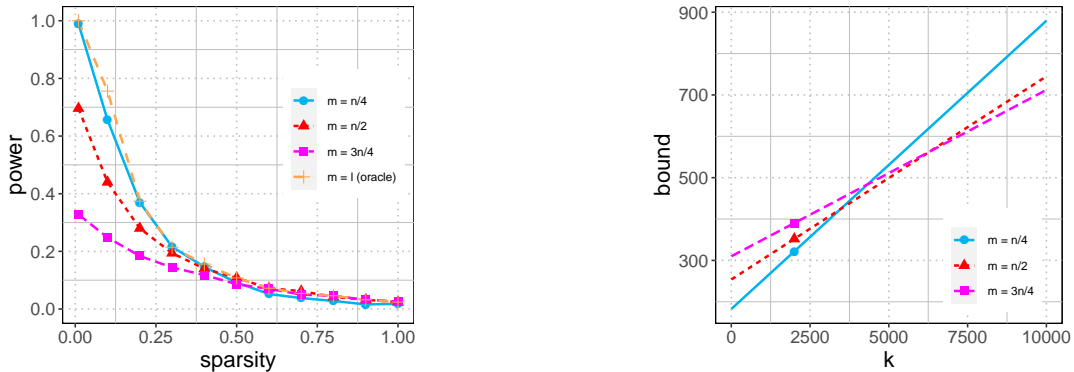 1.0
0.8
0.6
0.4
0.2
0.0
power
0.00
0.25
0.50
0.75
1.00
sparsity
m = n/4
m = n/2
m = 3n/4
m = l (oracle)
900
700
500
300
bound
0
2500
5000
7500
10000
k
m = n/4
m = n/2
m = 3n/4